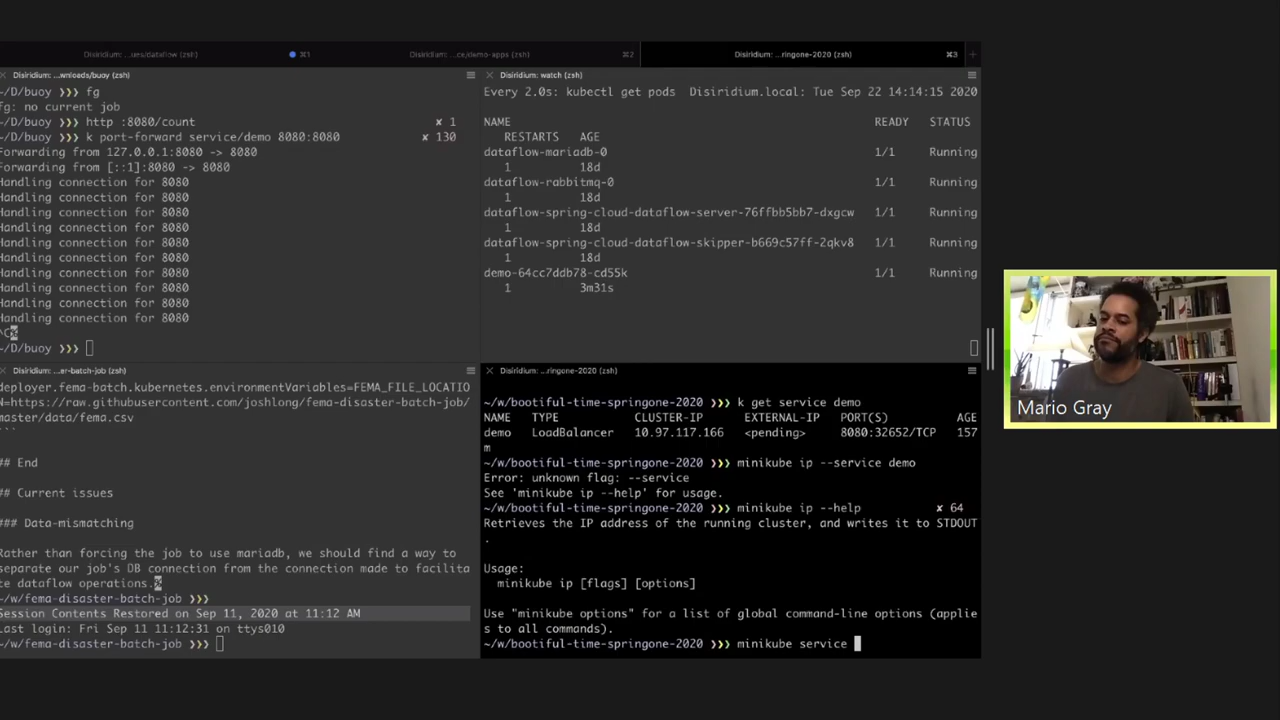 Disiridium: ...ues/dataflow (zsh)
⌘1
Disiridium: ...ce/demo-apps (zsh)
⌘2
Disiridium: ...ringone-2020 (zsh)
⌘3
Disiridium: ...wnloads/buoy (zsh)
~/D/buoy ❯❯❯ fg
fg: no current job
~/D/buoy ❯❯❯ http :8080/count ✘ 1
~/D/buoy ❯❯❯ k port-forward service/demo 8080:8080 ✘ 130
Forwarding from 127.0.0.1:8080 -> 8080
Forwarding from [::1]:8080 -> 8080
Handling connection for 8080
Handling connection for 8080
Handling connection for 8080
Handling connection for 8080
Handling connection for 8080
Handling connection for 8080
Handling connection for 8080
Handling connection for 8080
Handling connection for 8080
Handling connection for 8080
^C%
~/D/buoy ❯❯❯
Disiridium: watch (zsh)
Every 2.0s: kubectl get pods Disiridium.local: Tue Sep 22 14:14:15 2020
NAME READY STATUS
RESTARTS AGE
dataflow-mariadb-0 1/1 Running
1 18d
dataflow-rabbitmq-0 1/1 Running
1 18d
dataflow-spring-cloud-dataflow-server-76ffbb5bb7-dxgcw 1/1 Running
1 18d
dataflow-spring-cloud-dataflow-skipper-b669c57ff-2qkv8 1/1 Running
1 18d
demo-64cc7ddb78-cd55k 1/1 Running
1 3m31s
Disiridium: ...er-batch-job (zsh)
deployer.fema-batch.kubernetes.environmentVariables=FEMA_FILE_LOCATIO
N=https://raw.githubusercontent.com/joshlong/fema-disaster-batch-job/
master/data/fema.csv
```
## End
## Current issues
### Data-mismatching
Rather than forcing the job to use mariadb, we should find a way to
separate our job's DB connection from the connection made to facilita
te dataflow operations.%
~/w/fema-disaster-batch-job ❯❯❯
Session Contents Restored on Sep 11, 2020 at 11:12 AM
Last login: Fri Sep 11 11:12:31 on ttys010
~/w/fema-disaster-batch-job ❯❯❯
Disiridium: ...ringone-2020 (zsh)
~/w/bootiful-time-springone-2020 ❯❯❯ k get service demo
NAME TYPE CLUSTER-IP EXTERNAL-IP PORT(S) AGE
demo LoadBalancer 10.97.117.166 <pending> 8080:32652/TCP 157
m
~/w/bootiful-time-springone-2020 ❯❯❯ minikube ip --service demo
Error: unknown flag: --service
See 'minikube ip --help' for usage.
~/w/bootiful-time-springone-2020 ❯❯❯ minikube ip --help ✘ 64
Retrieves the IP address of the running cluster, and writes it to STDOUT
.
Usage:
minikube ip [flags] [options]
Use "minikube options" for a list of global command-line options (applie
s to all commands).
~/w/bootiful-time-springone-2020 ❯❯❯ minikube service
Mario Gray